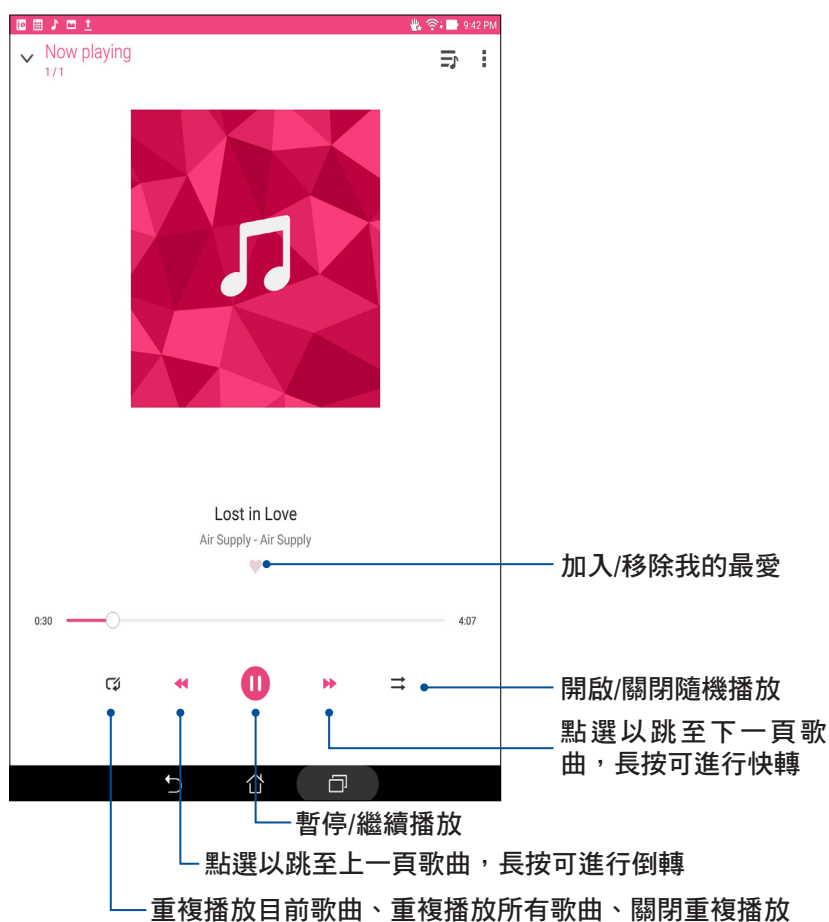 9:42 PM
Now playing
1/1
Lost in Love
Air Supply - Air Supply
加入/移除我的最愛
0:30
4:07
開啟/關閉隨機播放
點選以跳至下一頁歌
曲，長按可進行快轉
暫停/繼續播放
點選以跳至上一頁歌曲，長按可進行倒轉
重複播放目前歌曲、重複播放所有歌曲、關閉重複播放